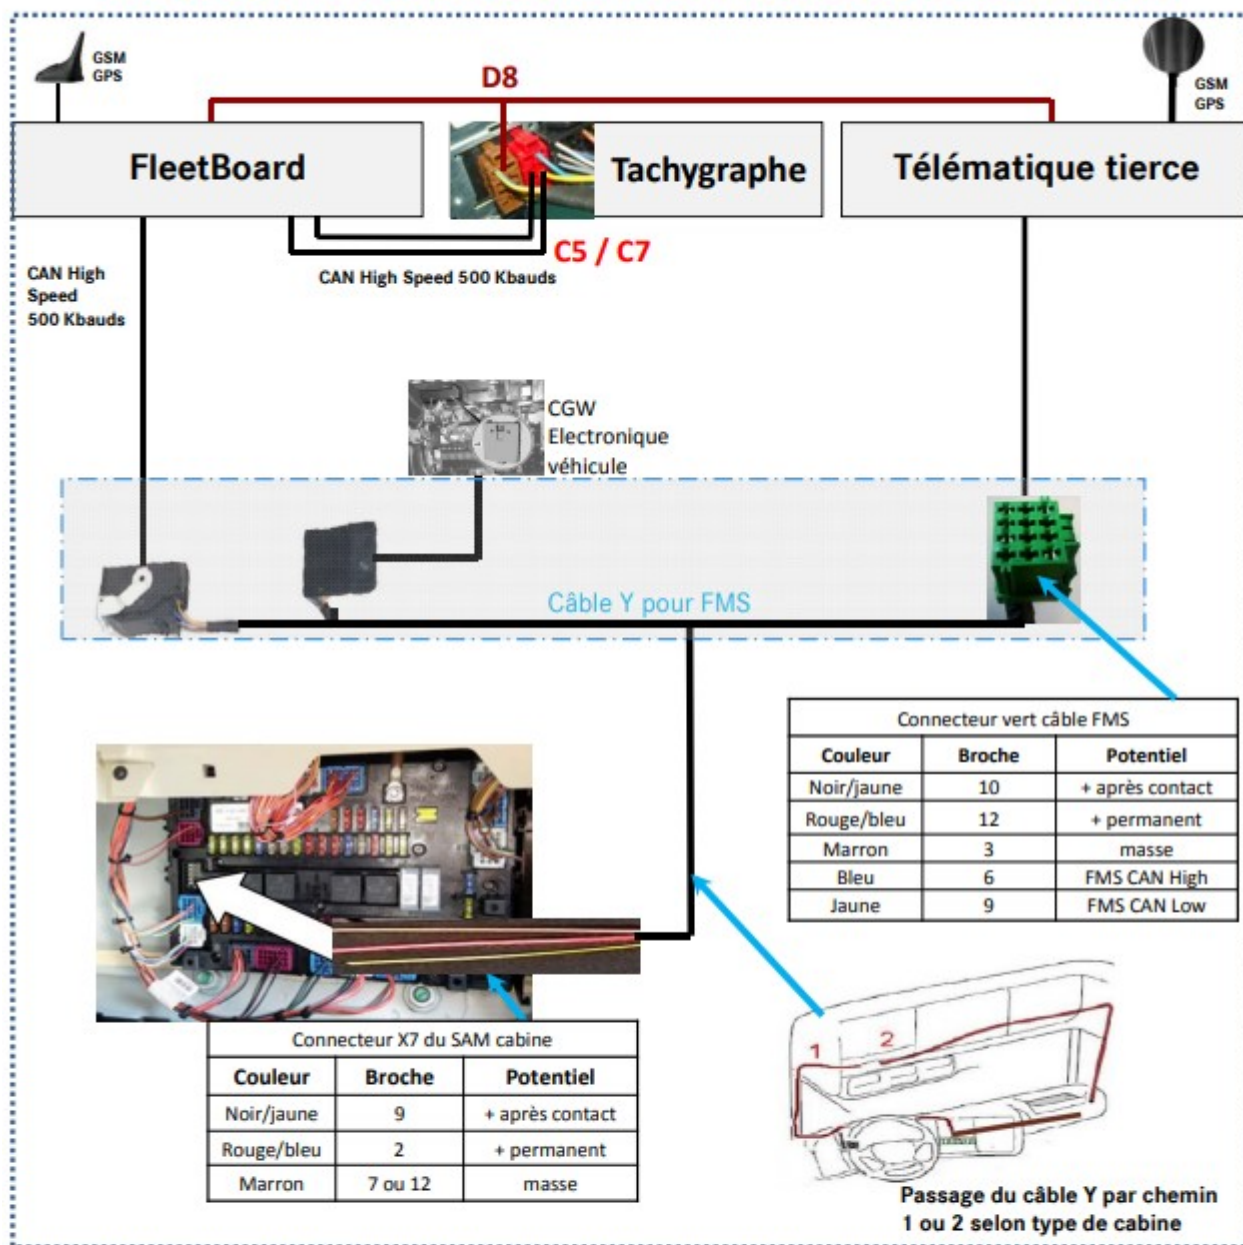 GSM
GPS
D8
GSM
GPS
FleetBoard
Tachygraphe
Télématique tierce
C5 / C7
CAN High
Speed
500 Kbauds
CAN High Speed 500 Kbauds
CGW
Electronique
véhicule
Câble Y pour FMS
Connecteur vert câble FMS
Couleur Broche Potentiel
Noir/jaune 10 + après contact
Rouge/bleu 12 + permanent
Marron 3 masse
Bleu 6 FMS CAN High
Jaune 9 FMS CAN Low
Connecteur X7 du SAM cabine
Couleur Broche Potentiel
Noir/jaune 9 + après contact
Rouge/bleu 2 + permanent
Marron 7 ou 12 masse
1 2
Passage du câble Y par chemin
1 ou 2 selon type de cabine